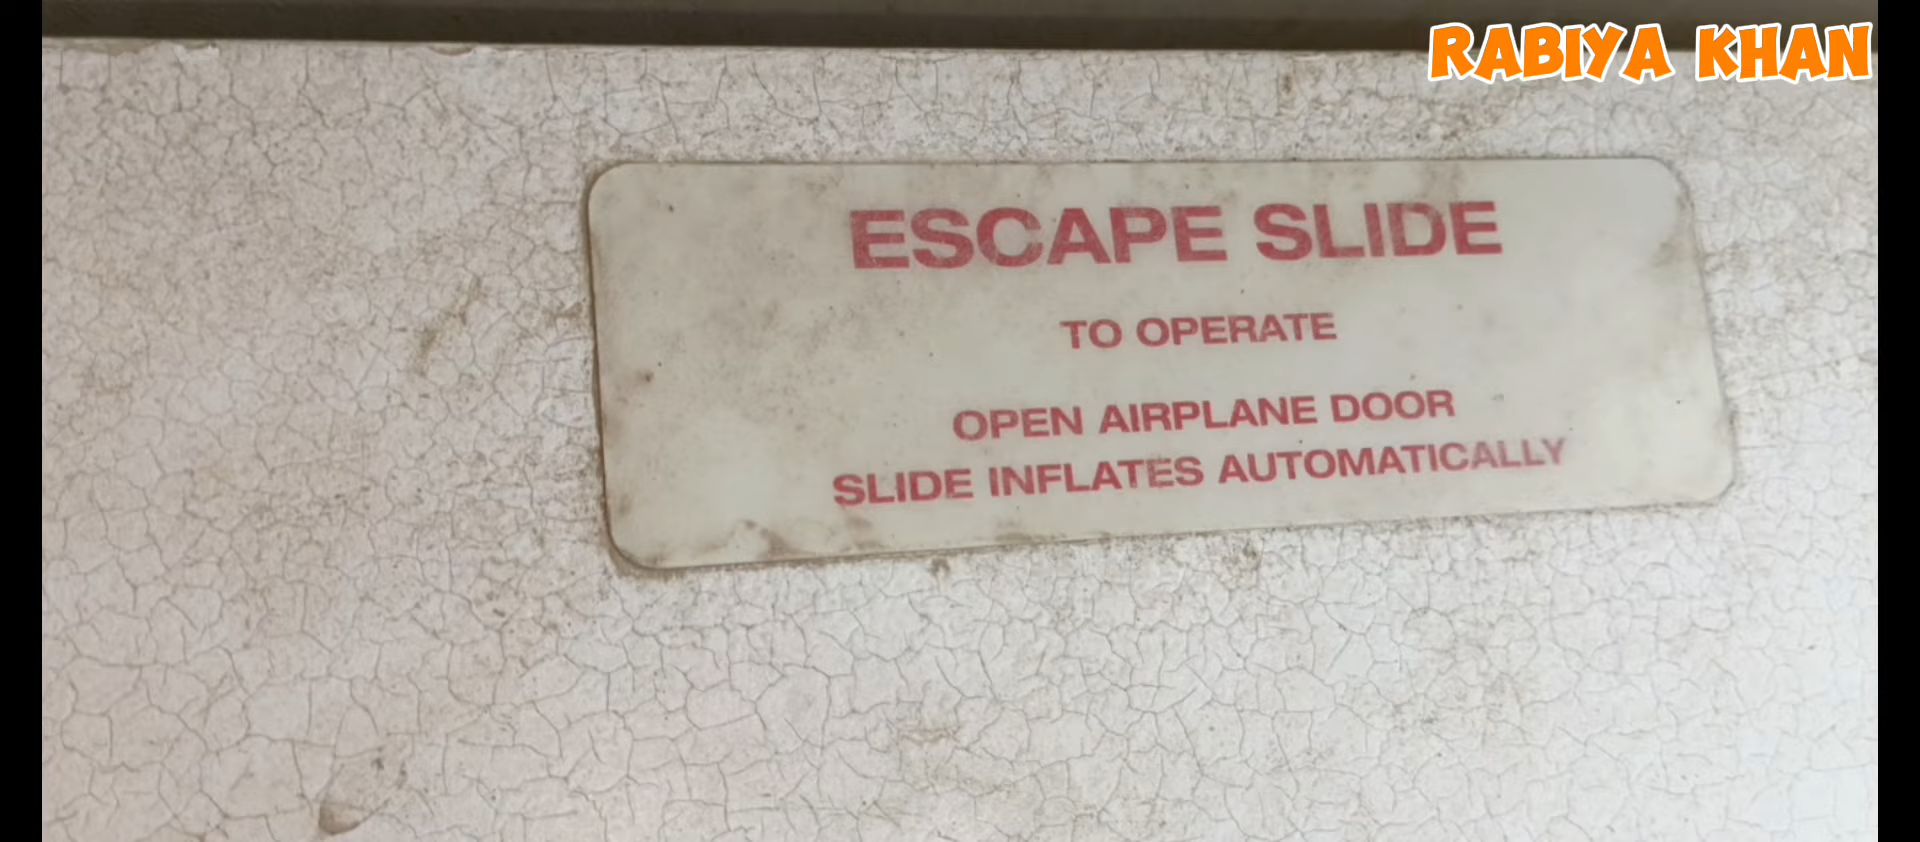 RABIYA KHAN
ESCAPE SLIDE
TO OPERATE
OPEN AIRPLANE DOOR
SLIDE INFLATES AUTOMATICALLY